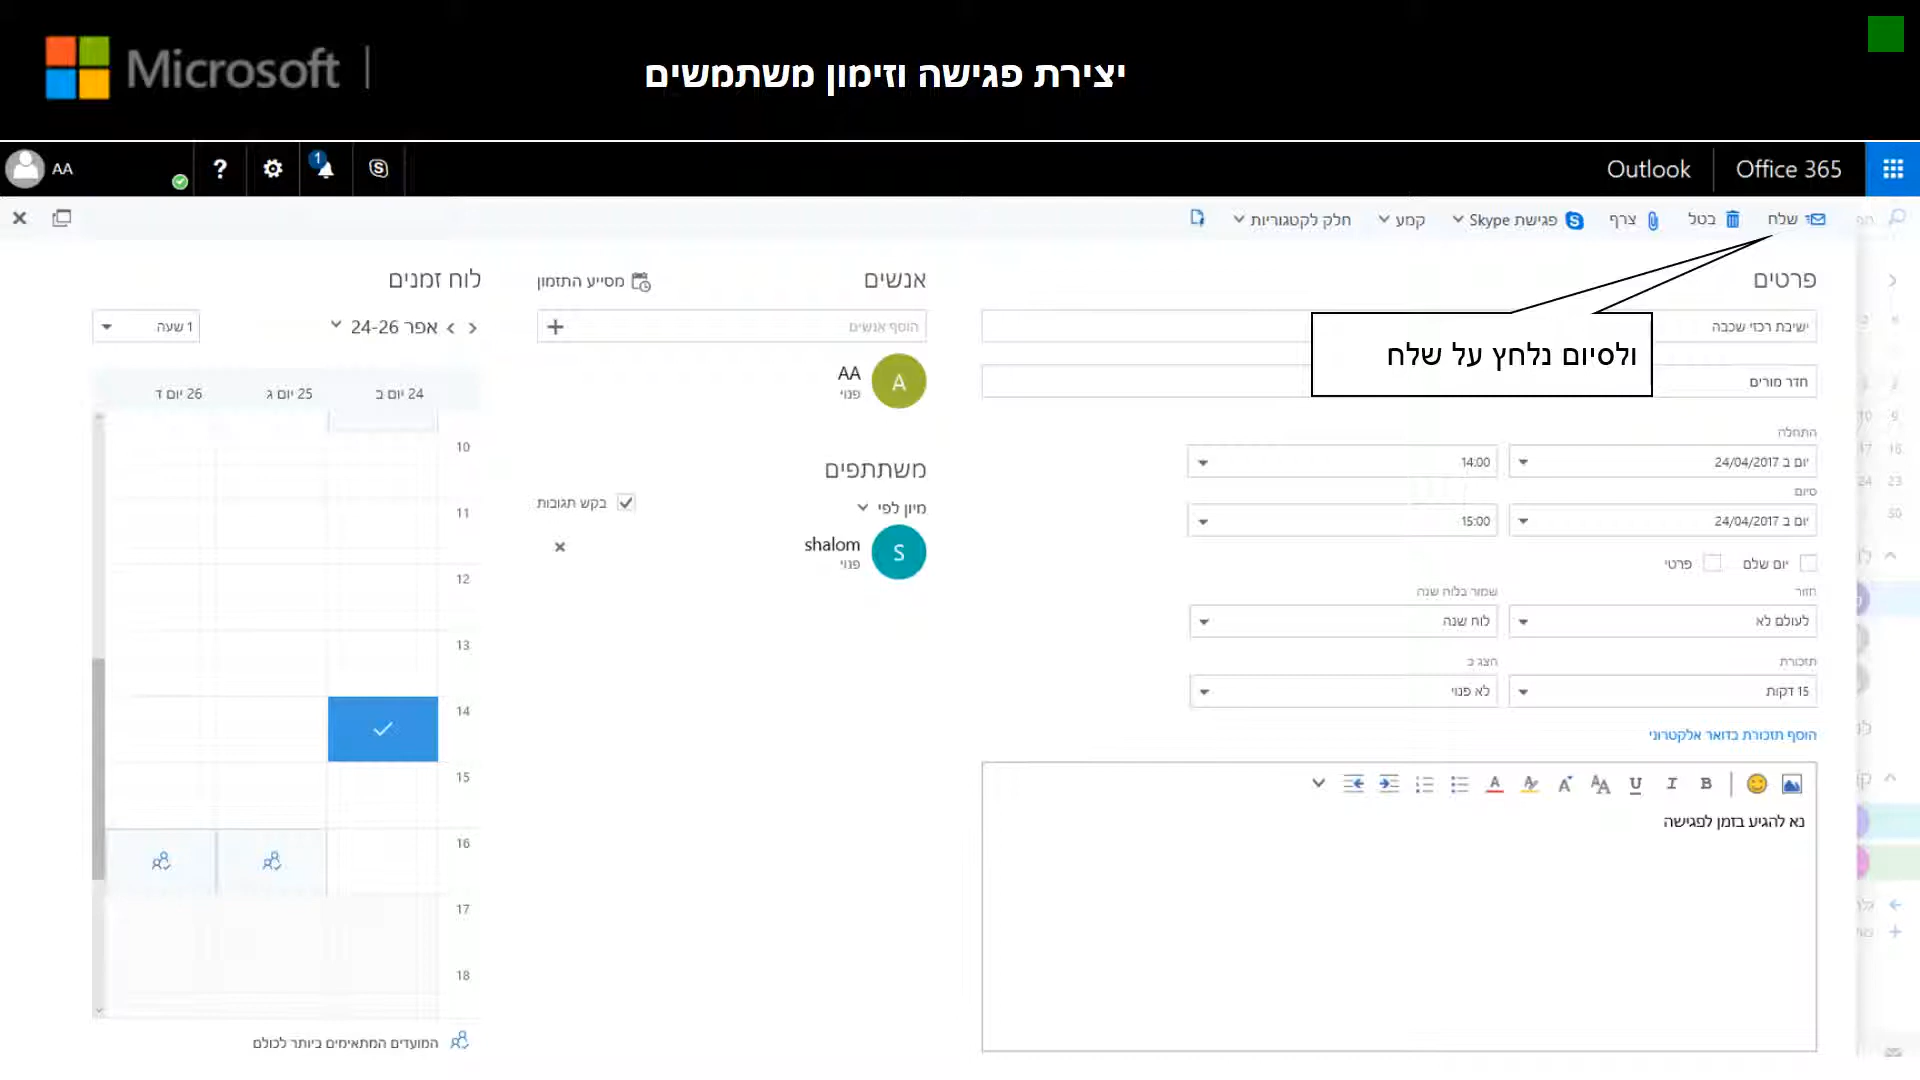 Microsoft
יצירת פגישה וזימון משתמשים
Office 365
Outlook
1
?
AA
שלח
בטל
צרף
פגישת Skype
קמע
חלק לקטגוריות
פרטים
אנשים
מסייע התזמון
לוח זמנים
ולסיום נלחץ על שלח
ישיבת רכזי שכבה
הוסף אנשים
אפר 24-26
1 שעה
חדר מורים
A
AA
פנוי
24 יום ב
25 יום ג
26 יום ד
התחלה
יום ב 24/04/2017
14:00
סיום
יום ב 24/04/2017
15:00
יום שלם
פרטי
חזור
שמור בלוח שנה
לעולם לא
לוח שנה
תזכורת
הצג כ
15 דקות
לא פנוי
הוסף תזכורת בדואר אלקטרוני
נא להגיע בזמן לפגישה
משתתפים
מיון לפי
בקש תגובות
S
shalom
פנוי
10
11
12
13
14
15
16
17
18
המועדים המתאימים ביותר לכולם